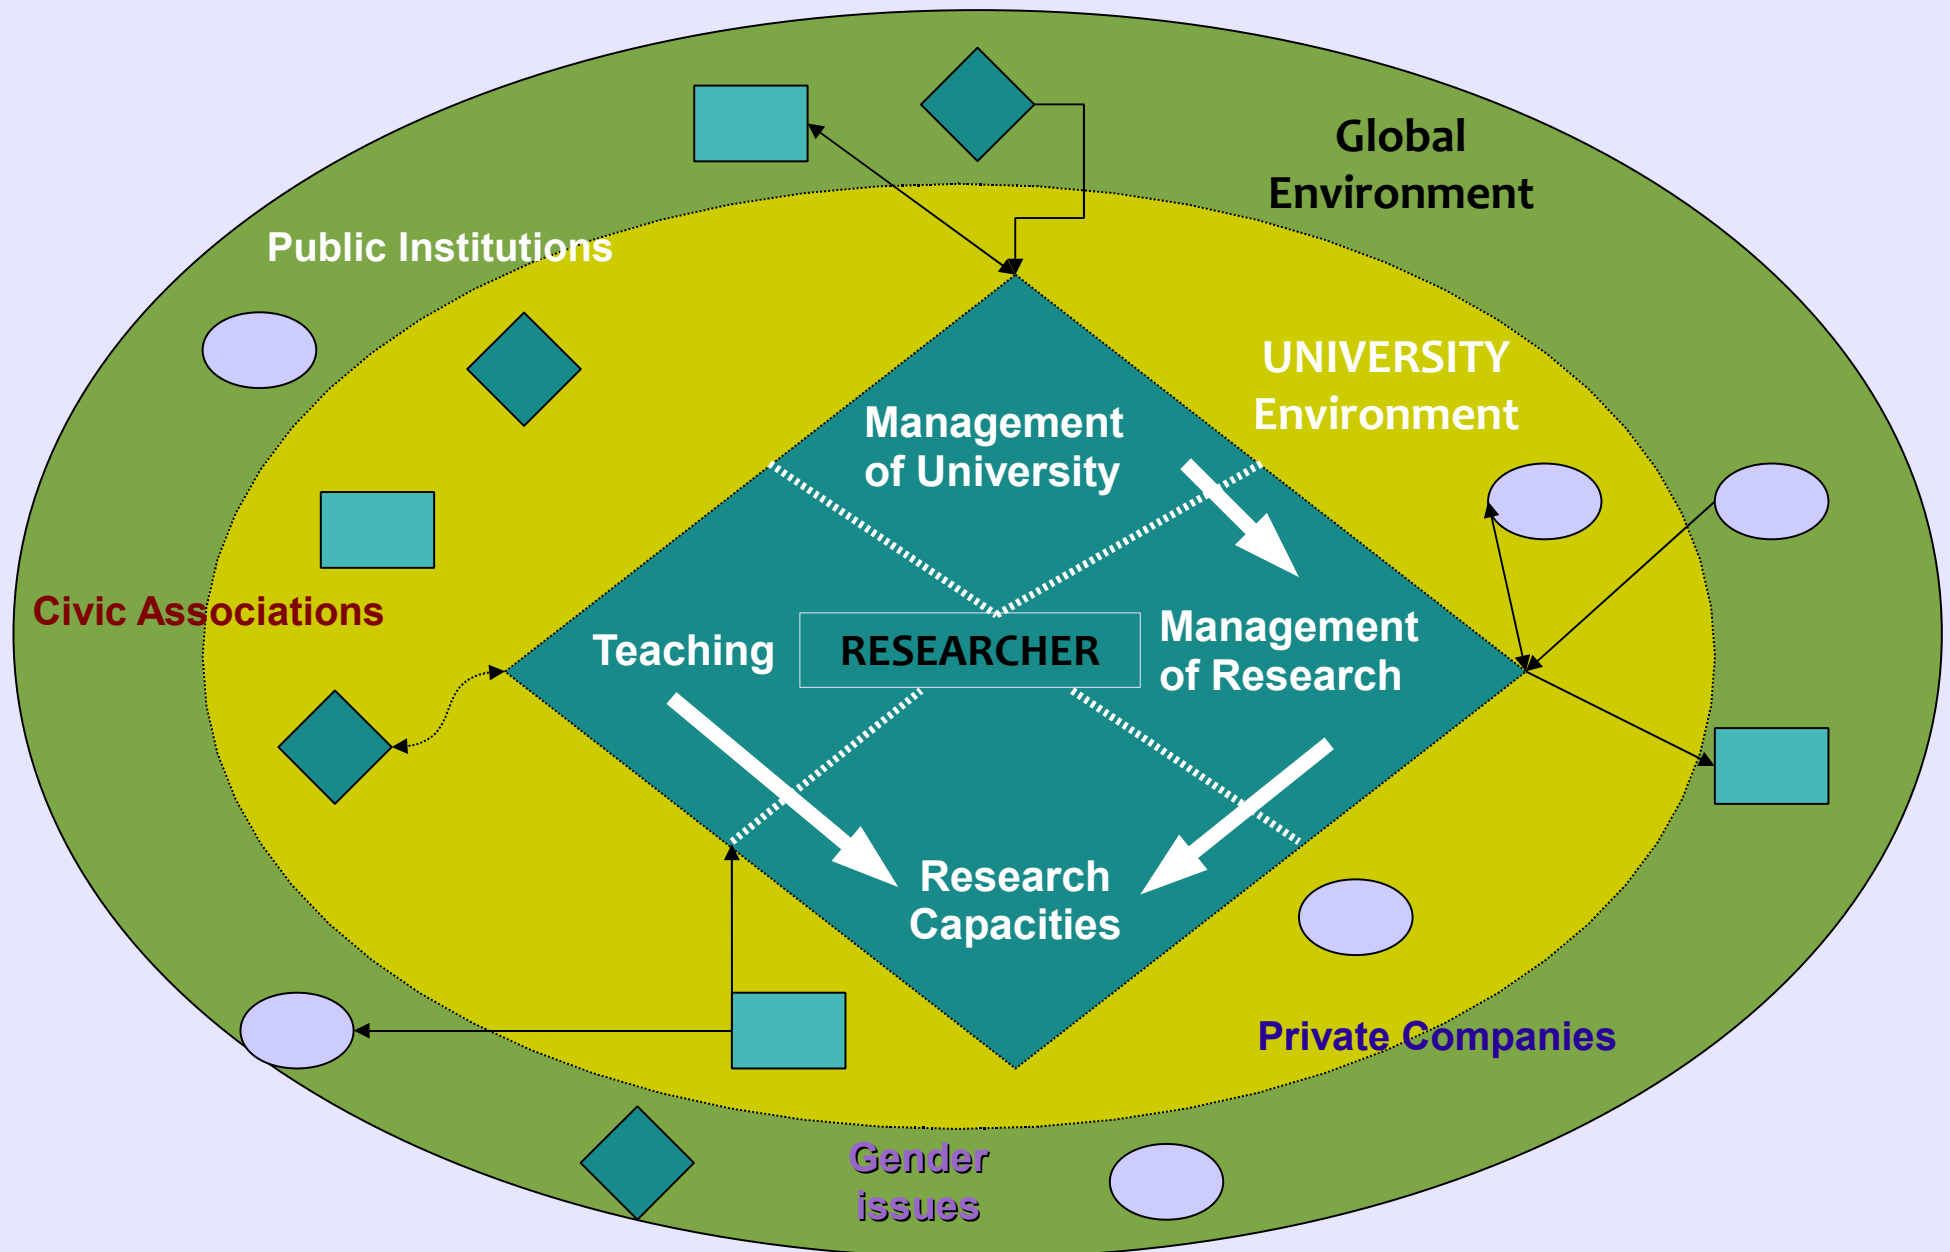 Global
Environment
Public Institutions
UNIVERSITY
Environment
Management
of University
Civic Associations
Teaching
RESEARCHER
Management
of Research
Research
Capacities
Private Companies
Gender
issues